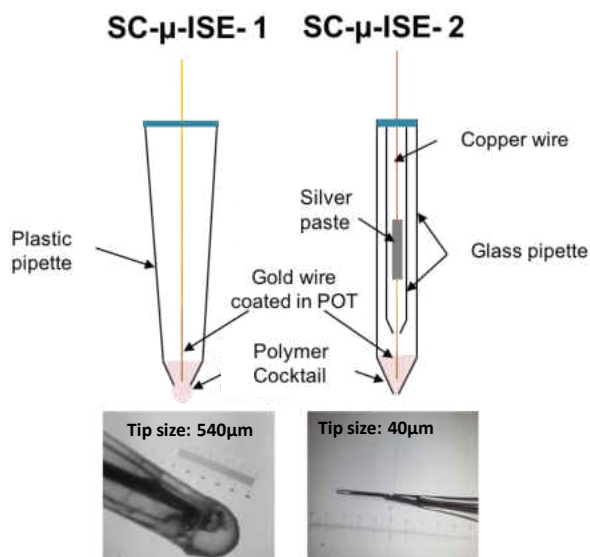 SC-μ-ISE- 1
SC-μ-ISE- 2
Copper wire
Silver
paste
Plastic
pipette
Glass pipette
Gold wire
coated in POT
Polymer
Cocktail
Tip size: 540μm
Tip size: 40μm